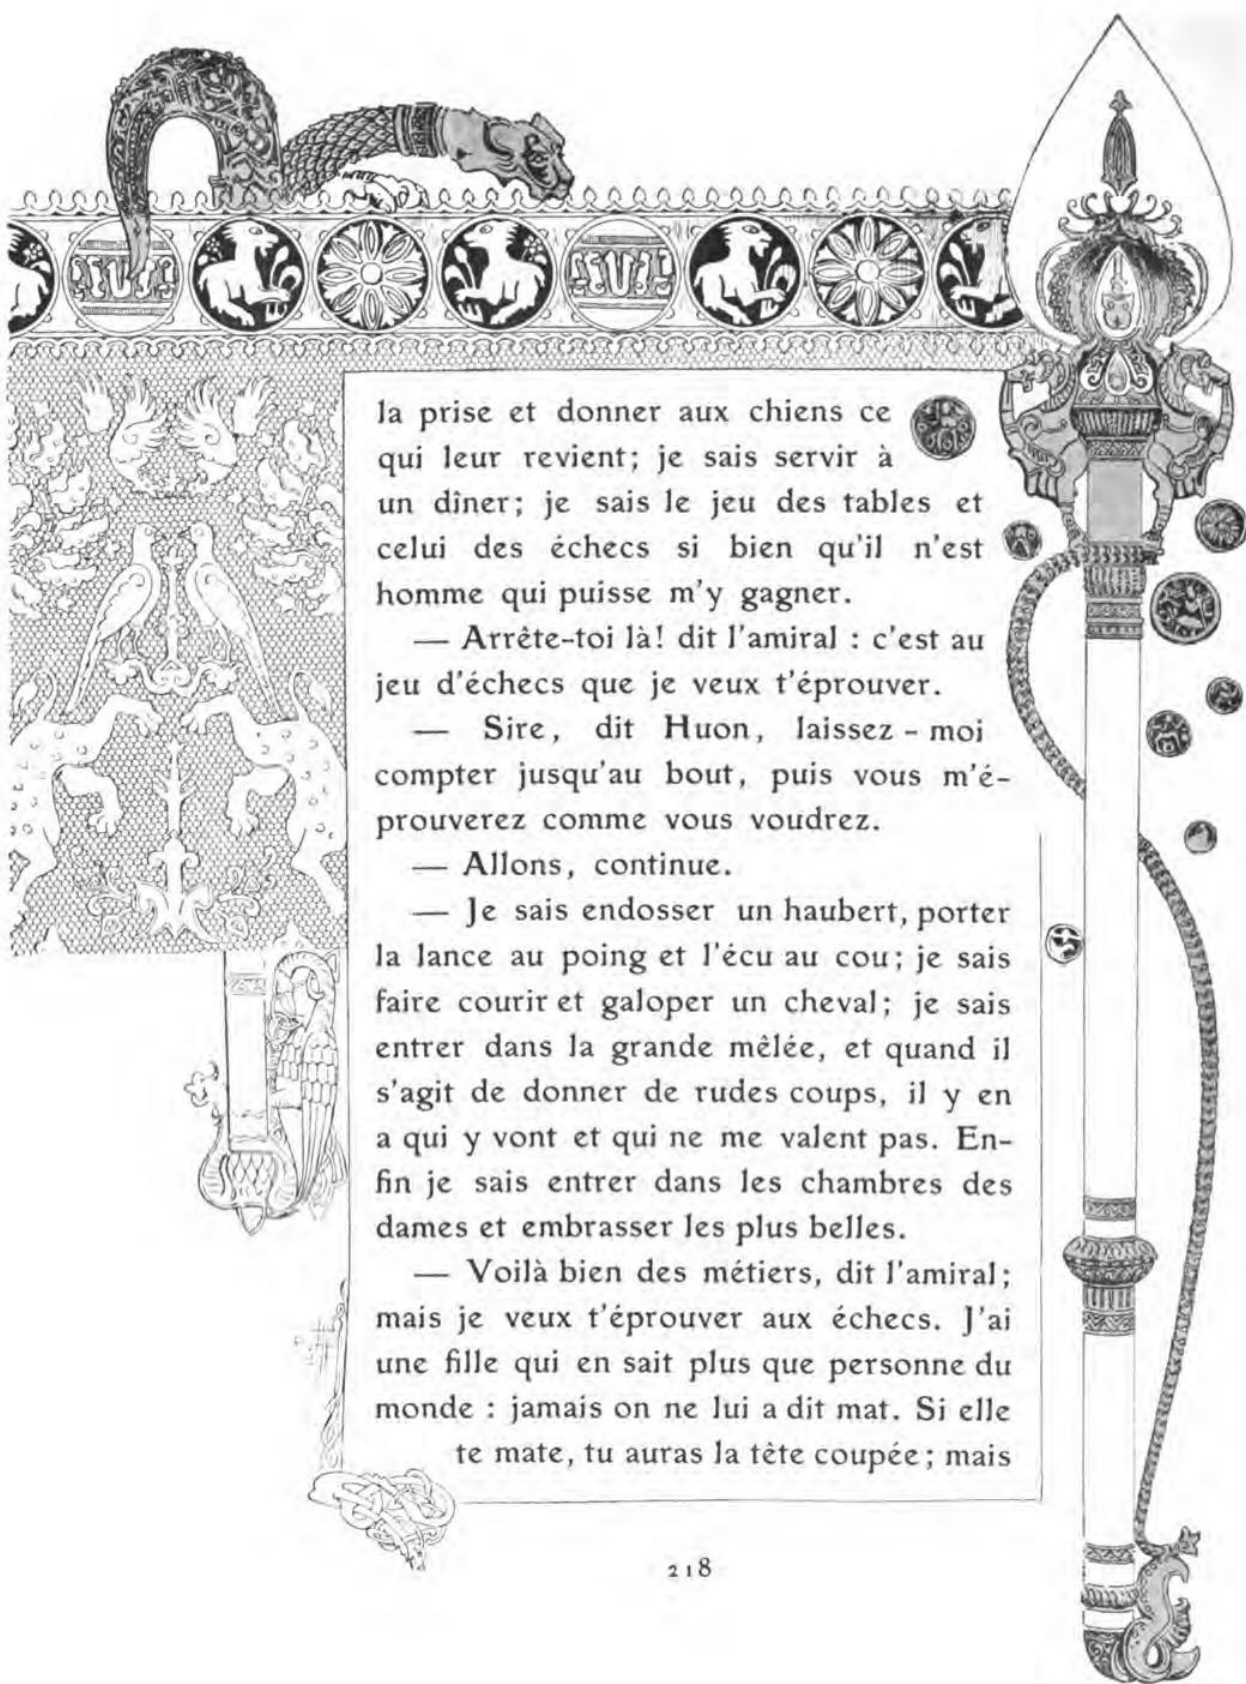 la prise et donner aux chiens ce
qui leur revient; je sais servir à
un dîner; je sais le jeu des tables et
celui des échecs si bien qu'il n'est
homme qui puisse m'y gagner.
— Arrête-toi là! dit l'amiral : c'est au
jeu d'échecs que je veux t'éprouver.
— Sire, dit Huon, laissez-moi
compter jusqu'au bout, puis vous m'é-
prouverez comme vous voudrez.
— Allons, continue.
— Je sais endosser un haubert, porter
la lance au poing et l'écu au cou; je sais
faire courir et galoper un cheval; je sais
entrer dans la grande mêlée, et quand il
s'agit de donner de rudes coups, il y en
a qui y vont et qui ne me valent pas. En-
fin je sais entrer dans les chambres des
dames et embrasser les plus belles.
— Voilà bien des métiers, dit l'amiral;
mais je veux t'éprouver aux échecs. J'ai
une fille qui en sait plus que personne du
monde : jamais on ne lui a dit mat. Si elle
te mate, tu auras la tête coupée; mais
218